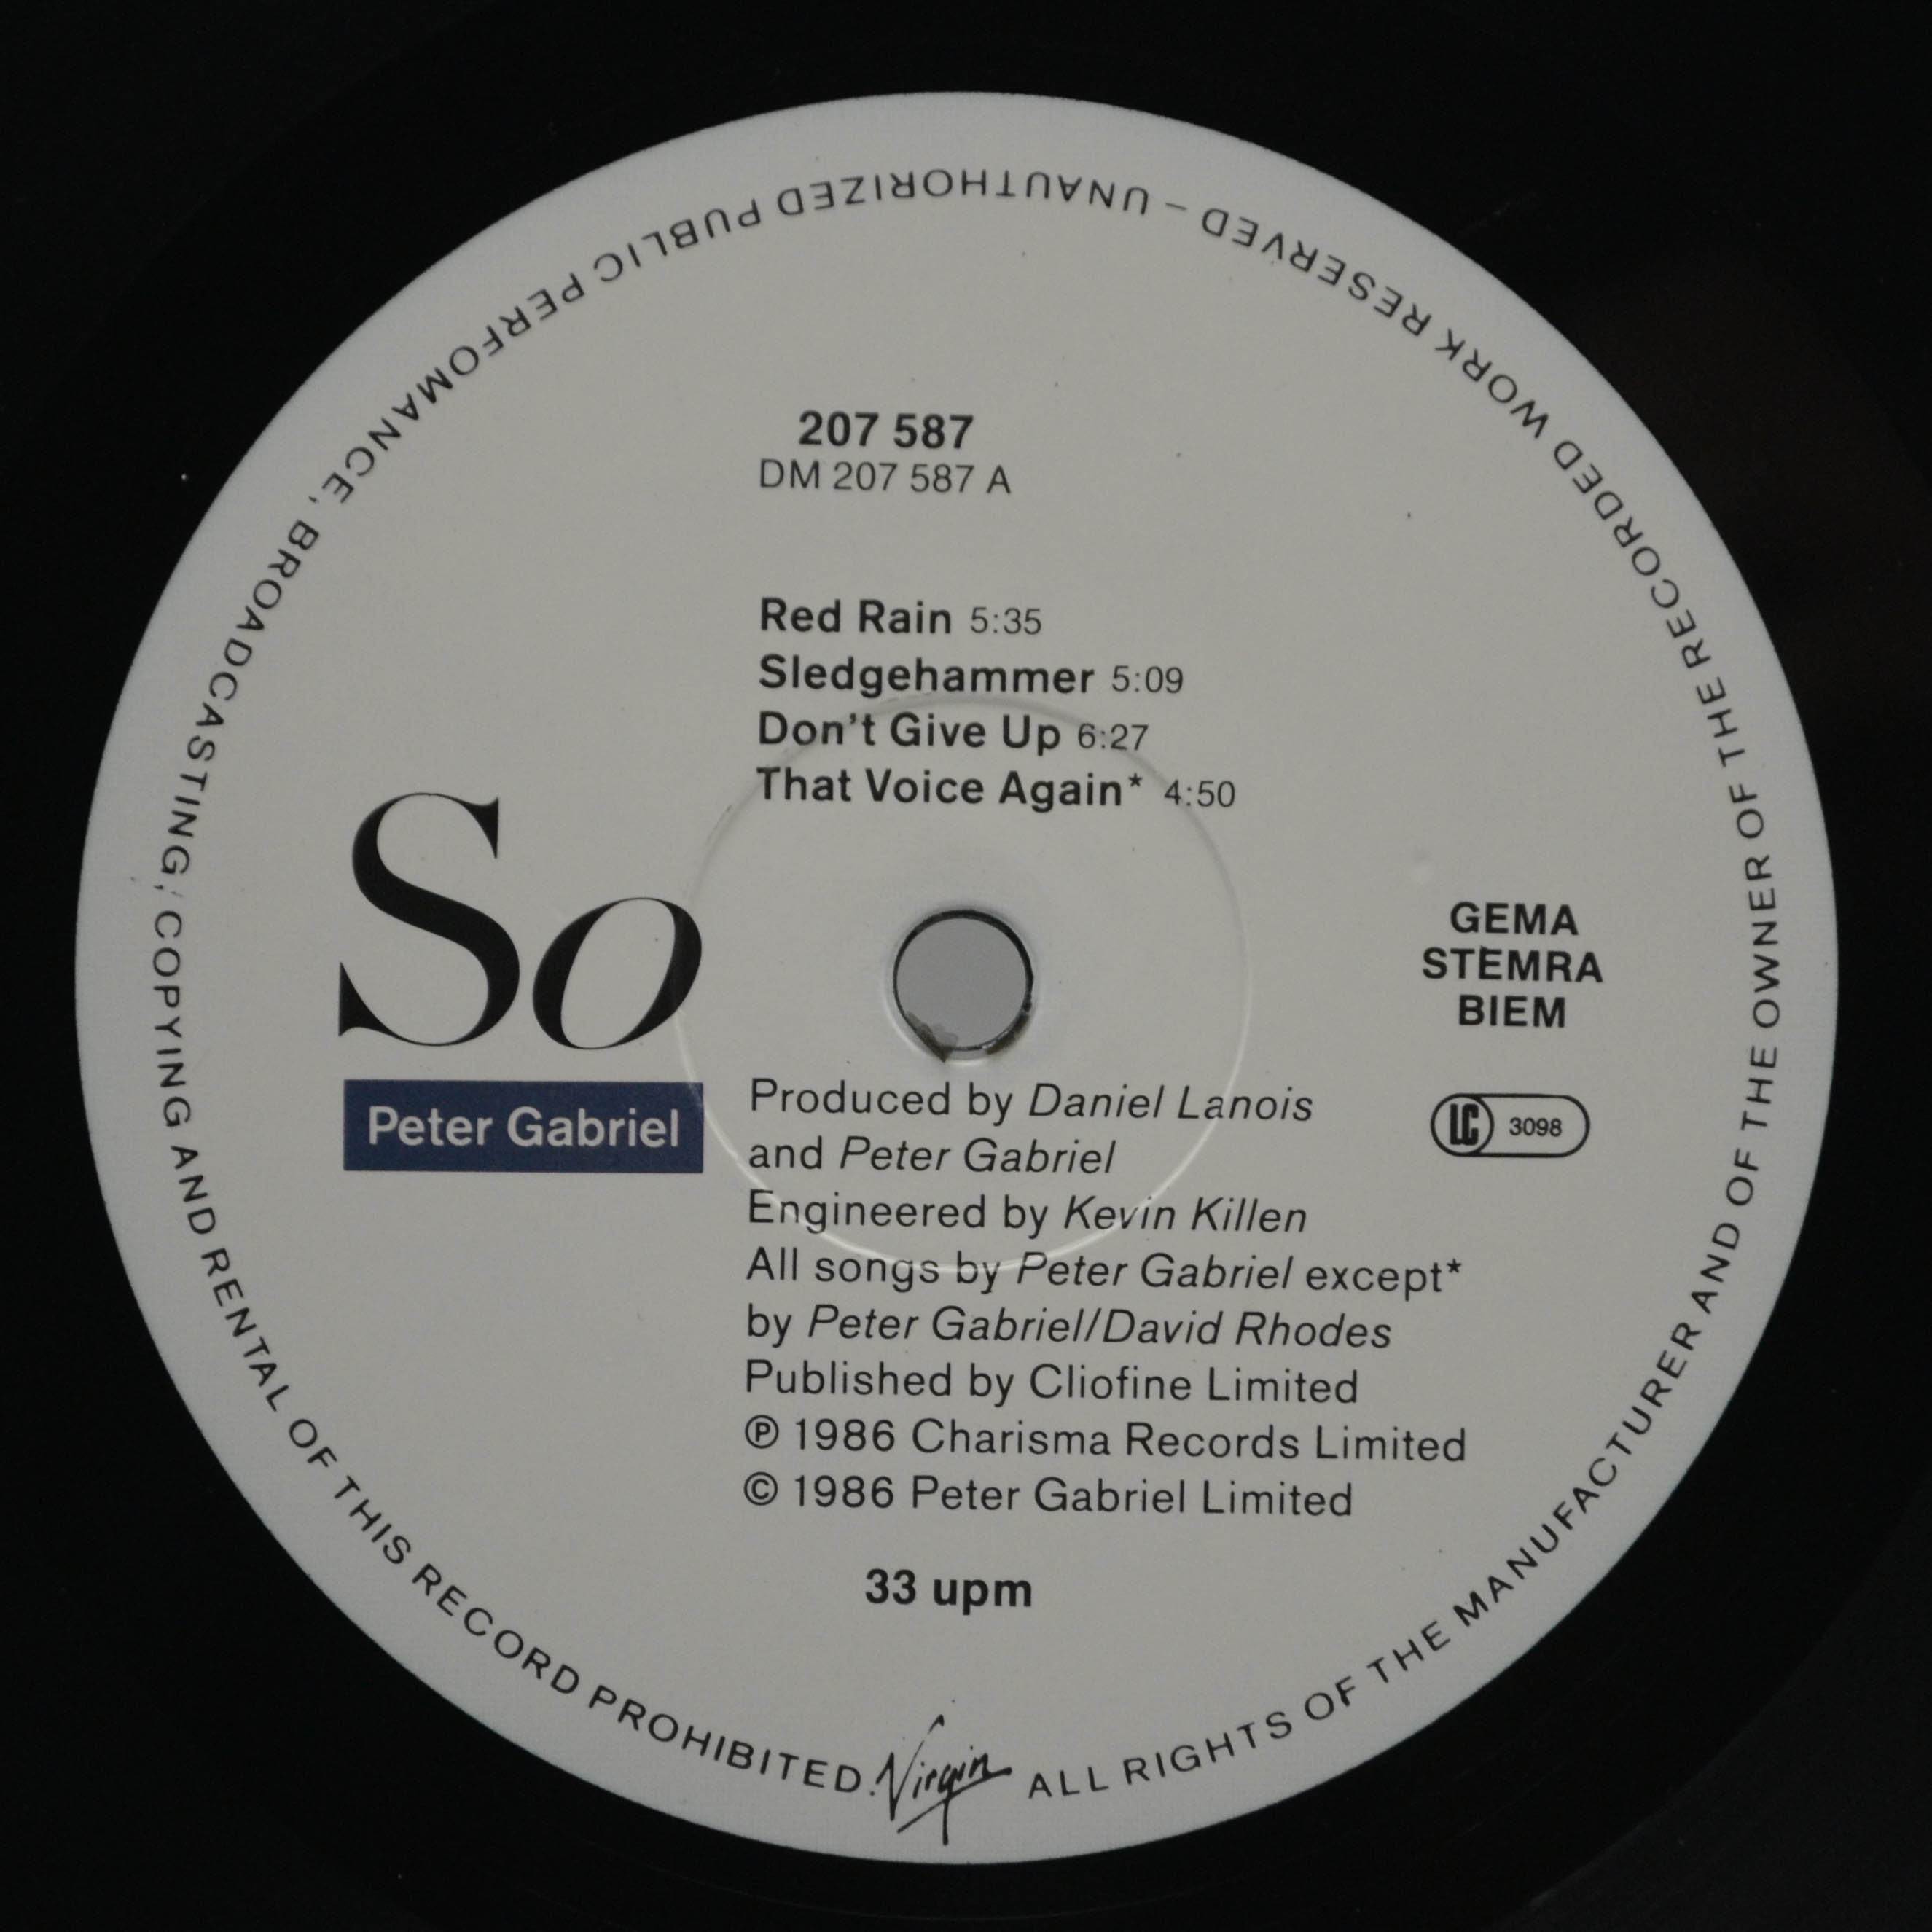 207 587
DM 207 587 A
Red Rain 5:35
Sledgehammer 5:09
Don't Give Up 6:27
That Voice Again* 4:50
So
Peter Gabriel
GEMA
STEMRA
BIEM
LC 3098
Produced by Daniel Lanois
and Peter Gabriel
Engineered by Kevin Killen
All songs by Peter Gabriel except*
by Peter Gabriel/David Rhodes
Published by Cliofine Limited
℗ 1986 Charisma Records Limited
© 1986 Peter Gabriel Limited
33 upm
Virgin
ALL RIGHTS OF THE MANUFACTURER AND OF THE OWNER OF THE RECORDED WORK RESERVED – UNAUTHORIZED PUBLIC PERFOMANCE, BROADCASTING; COPYING AND RENTAL OF THIS RECORD PROHIBITED.